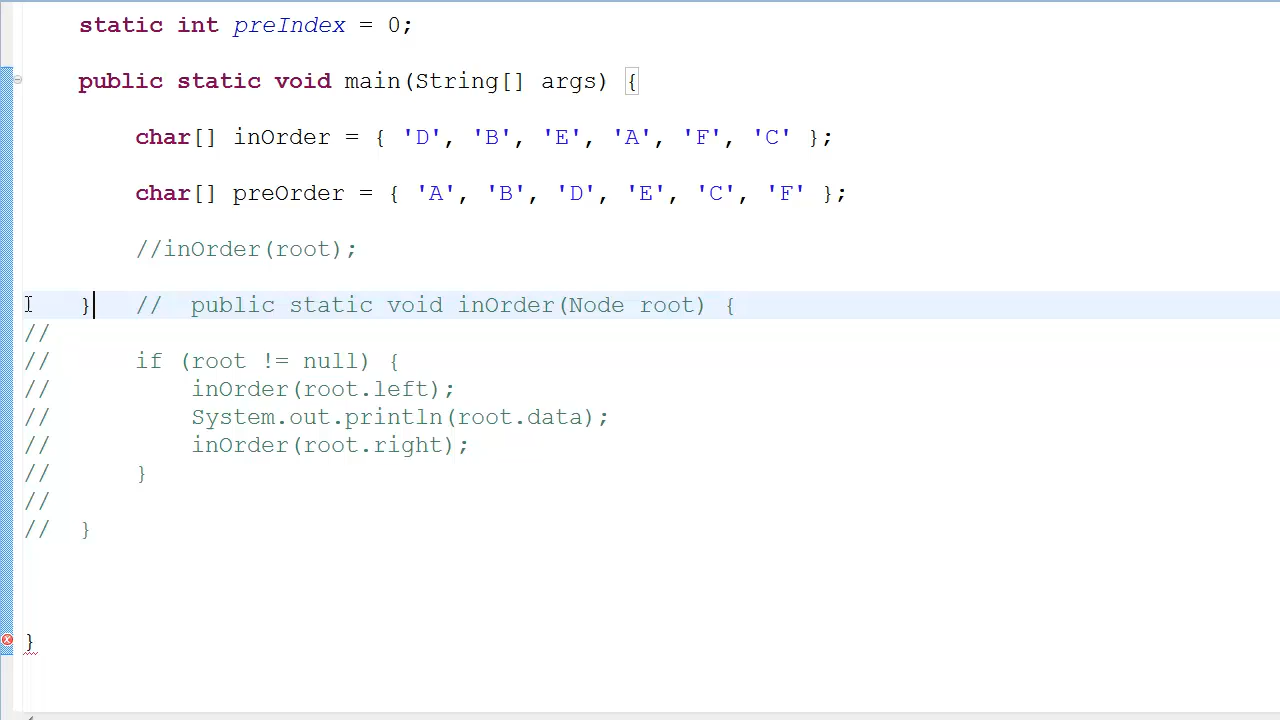 static int preIndex = 0;
public static void main(String[] args) {
char[] inOrder = { 'D', 'B', 'E', 'A', 'F', 'C' };
char[] preOrder = { 'A', 'B', 'D', 'E', 'C', 'F' };
//inOrder(root);
} // public static void inOrder(Node root) {
//
// if (root != null) {
// inOrder(root.left);
// System.out.println(root.data);
// inOrder(root.right);
// }
//
// }
}